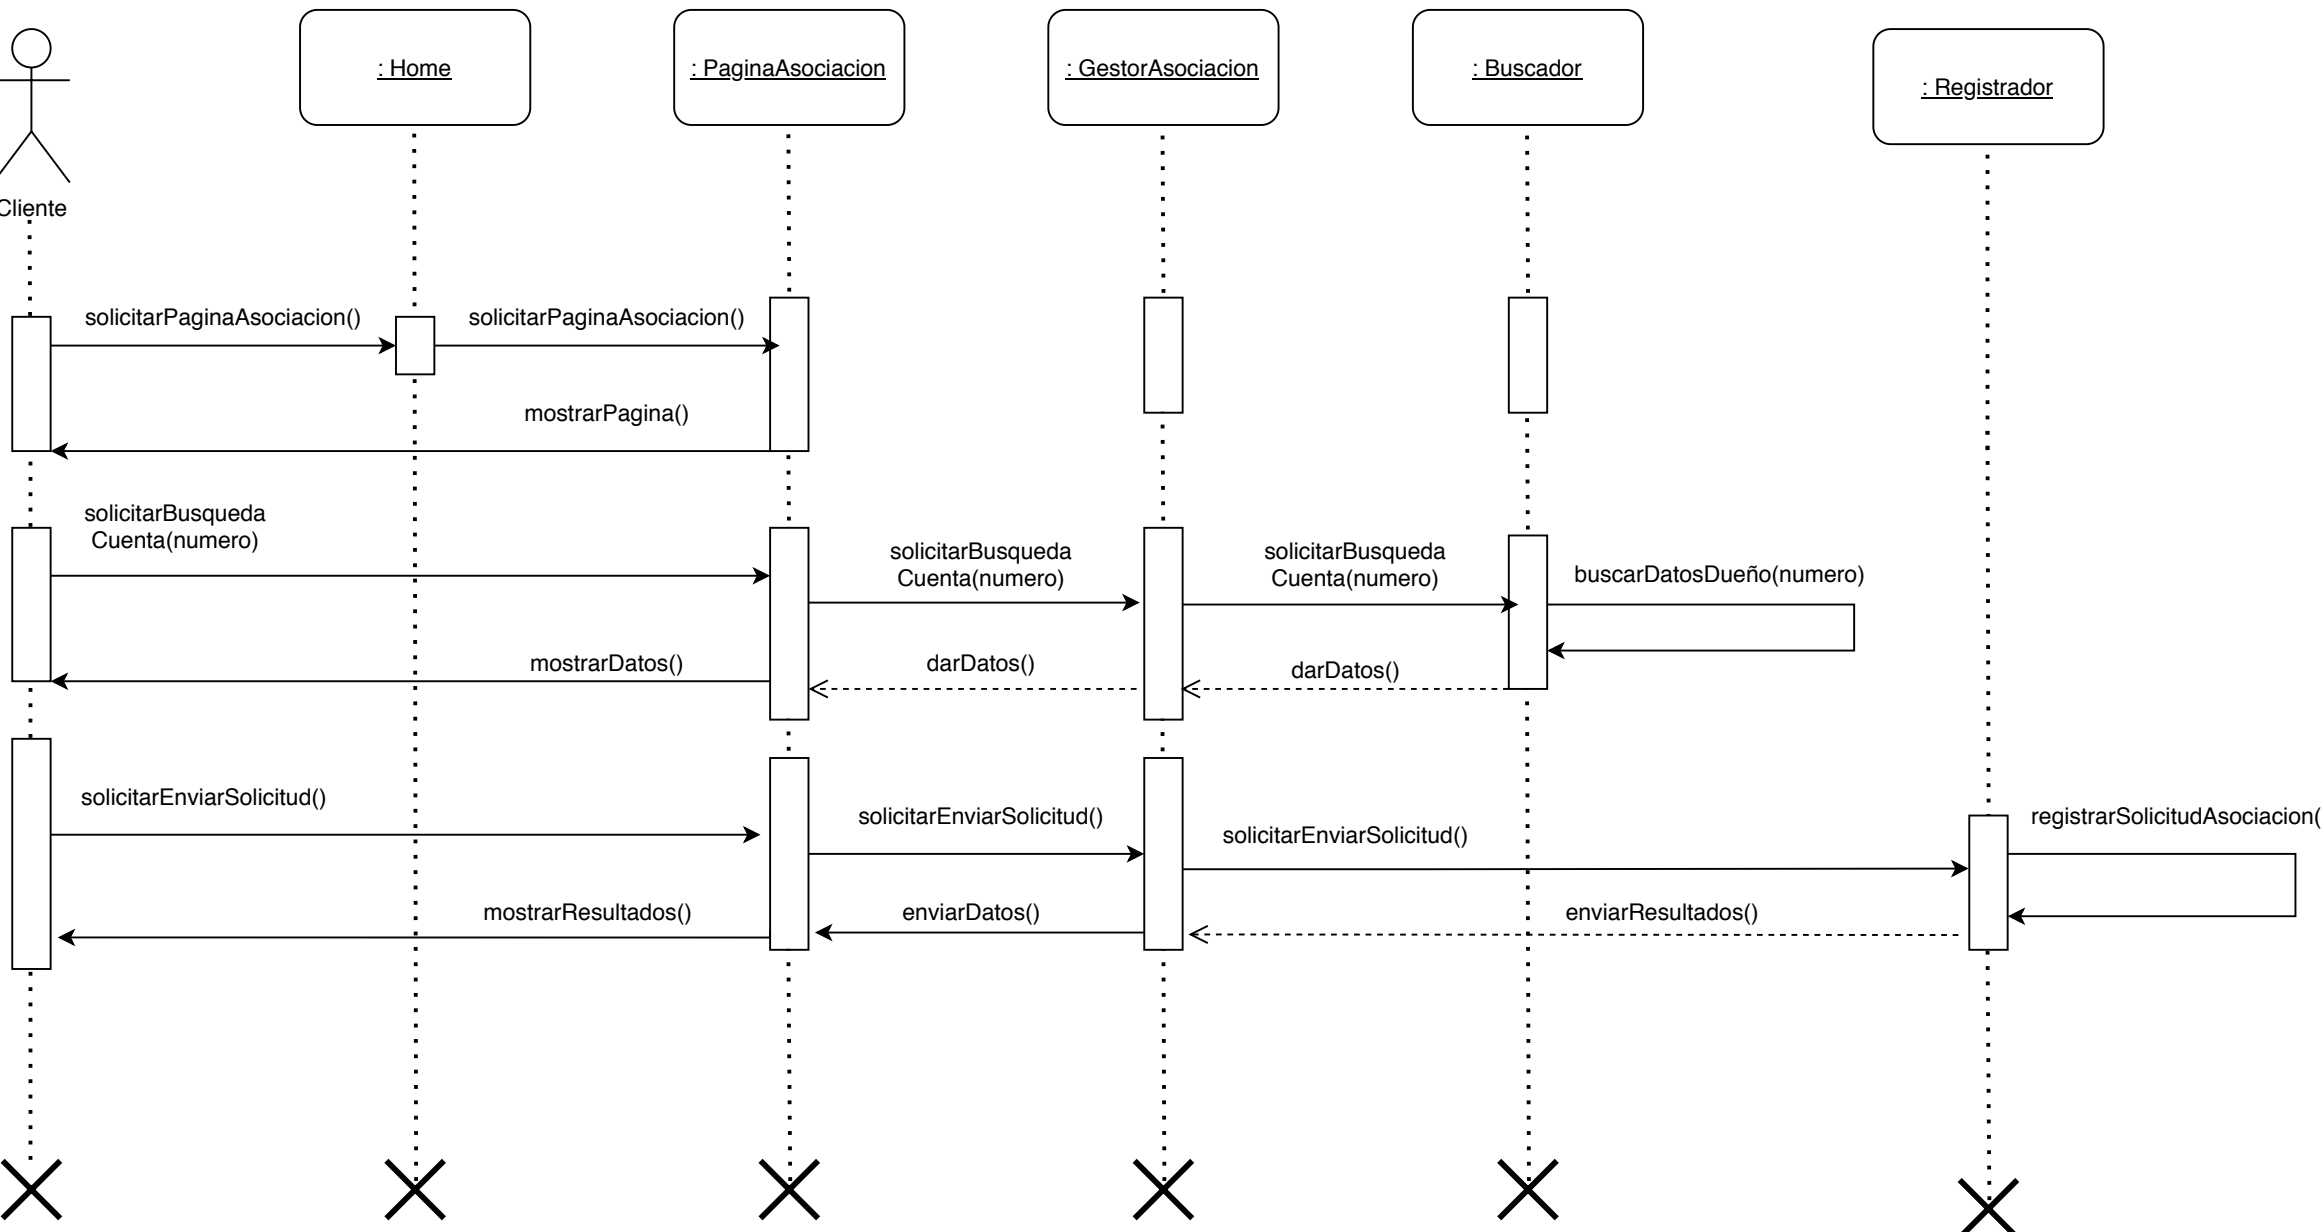 : Home
: PaginaAsociacion
: GestorAsociacion
: Buscador
: Registrador
Cliente
solicitarPaginaAsociacion()
solicitarPaginaAsociacion()
mostrarPagina()
solicitarBusqueda
Cuenta(numero)
solicitarBusqueda
Cuenta(numero)
solicitarBusqueda
Cuenta(numero)
buscarDatosDueño(numero)
mostrarDatos()
darDatos()
darDatos()
solicitarEnviarSolicitud()
solicitarEnviarSolicitud()
solicitarEnviarSolicitud()
registrarSolicitudAsociacion(
mostrarResultados()
enviarDatos()
enviarResultados()